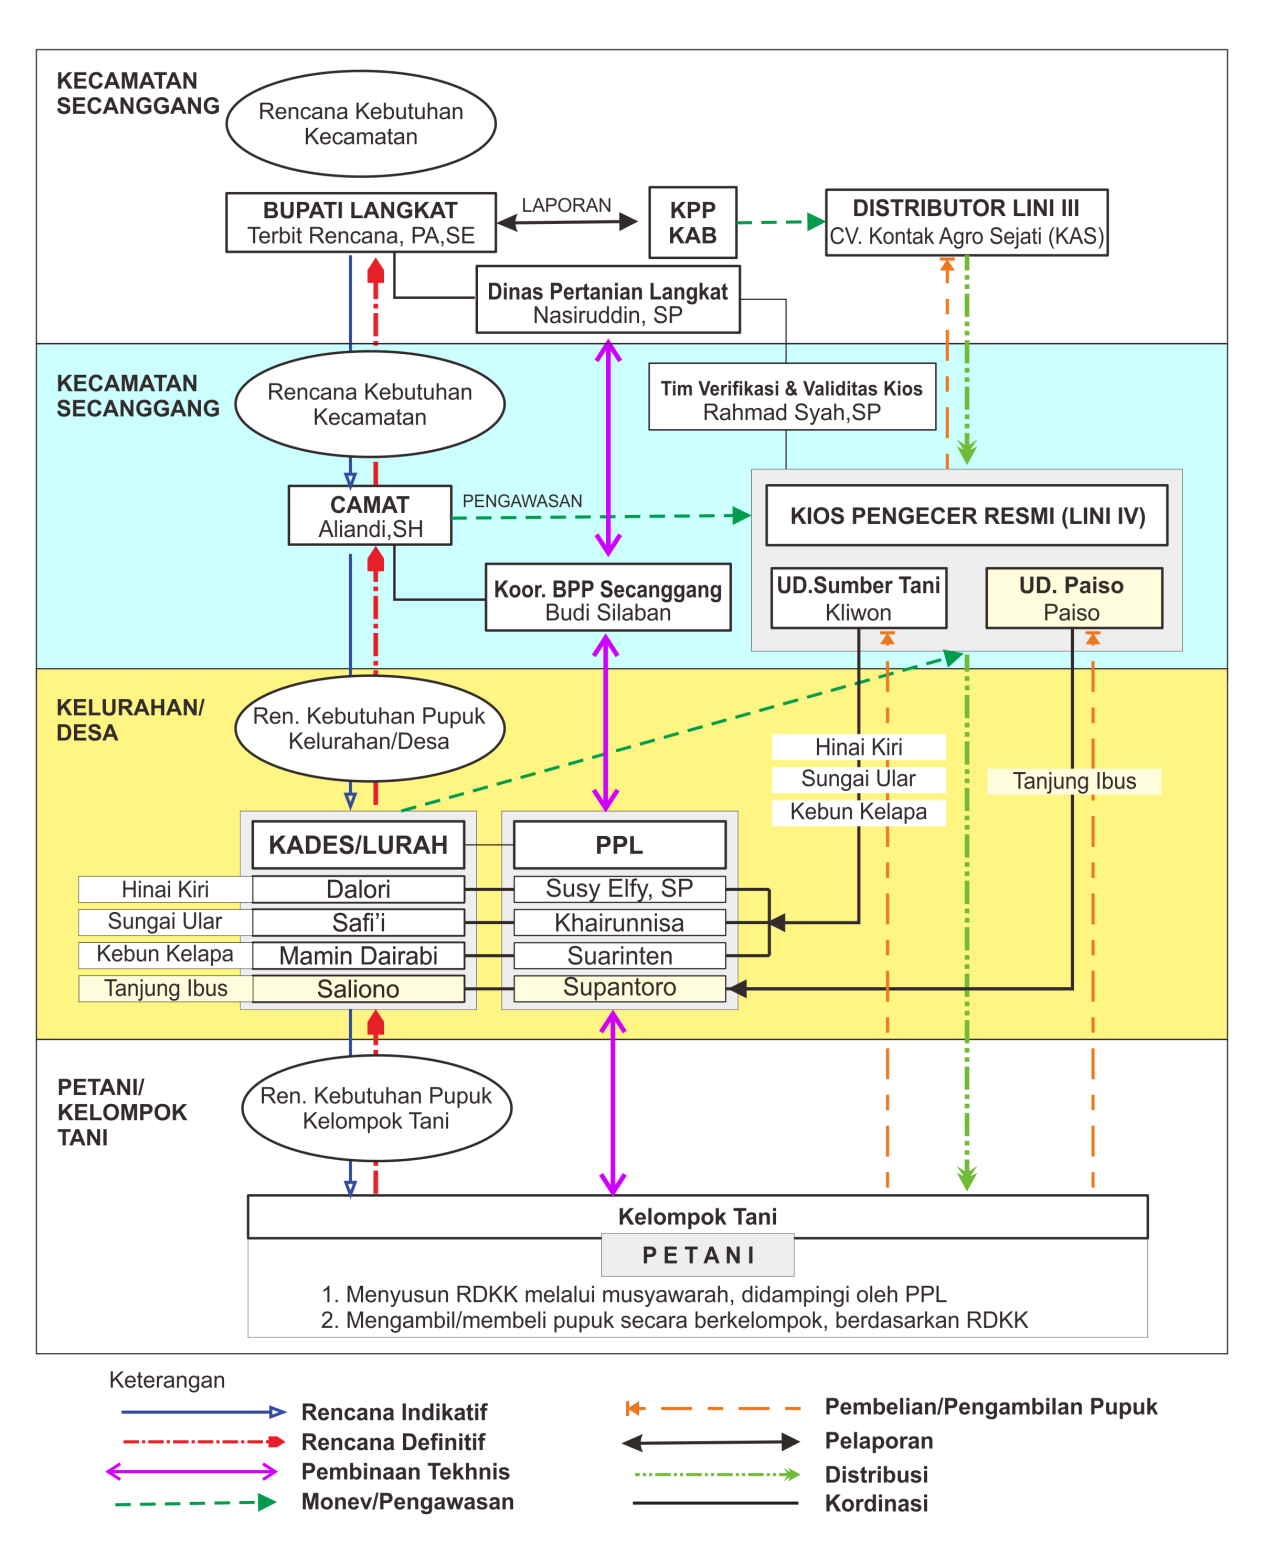 KECAMATAN
SECANGGANG
Rencana Kebutuhan
Kecamatan
BUPATI LANGKAT
Terbit Rencana, PA,SE
LAPORAN
KPP
KAB
DISTRIBUTOR LINI III
CV. Kontak Agro Sejati (KAS)
Dinas Pertanian Langkat
Nasiruddin, SP
KECAMATAN
SECANGGANG
Rencana Kebutuhan
Kecamatan
Tim Verifikasi & Validitas Kios
Rahmad Syah,SP
CAMAT
Aliandi,SH
PENGAWASAN
KIOS PENGECER RESMI (LINI IV)
Koor. BPP Secanggang
Budi Silaban
UD.Sumber Tani
Kliwon
UD. Paiso
Paiso
KELURAHAN/
DESA
Ren. Kebutuhan Pupuk
Kelurahan/Desa
Hinai Kiri
Sungai Ular
Kebun Kelapa
Tanjung Ibus
KADES/LURAH
PPL
Hinai Kiri
Dalori
Susy Elfy, SP
Sungai Ular
Safi'i
Khairunnisa
Kebun Kelapa
Mamin Dairabi
Suarinten
Tanjung Ibus
Saliono
Supantoro
PETANI/
KELOMPOK
TANI
Ren. Kebutuhan Pupuk
Kelompok Tani
Kelompok Tani
PETANI
1. Menyusun RDKK melalui musyawarah, didampingi oleh PPL
2. Mengambil/membeli pupuk secara berkelompok, berdasarkan RDKK
Keterangan
Rencana Indikatif
Rencana Definitif
Pembinaan Tekhnis
Monev/Pengawasan
Pembelian/Pengambilan Pupuk
Pelaporan
Distribusi
Kordinasi